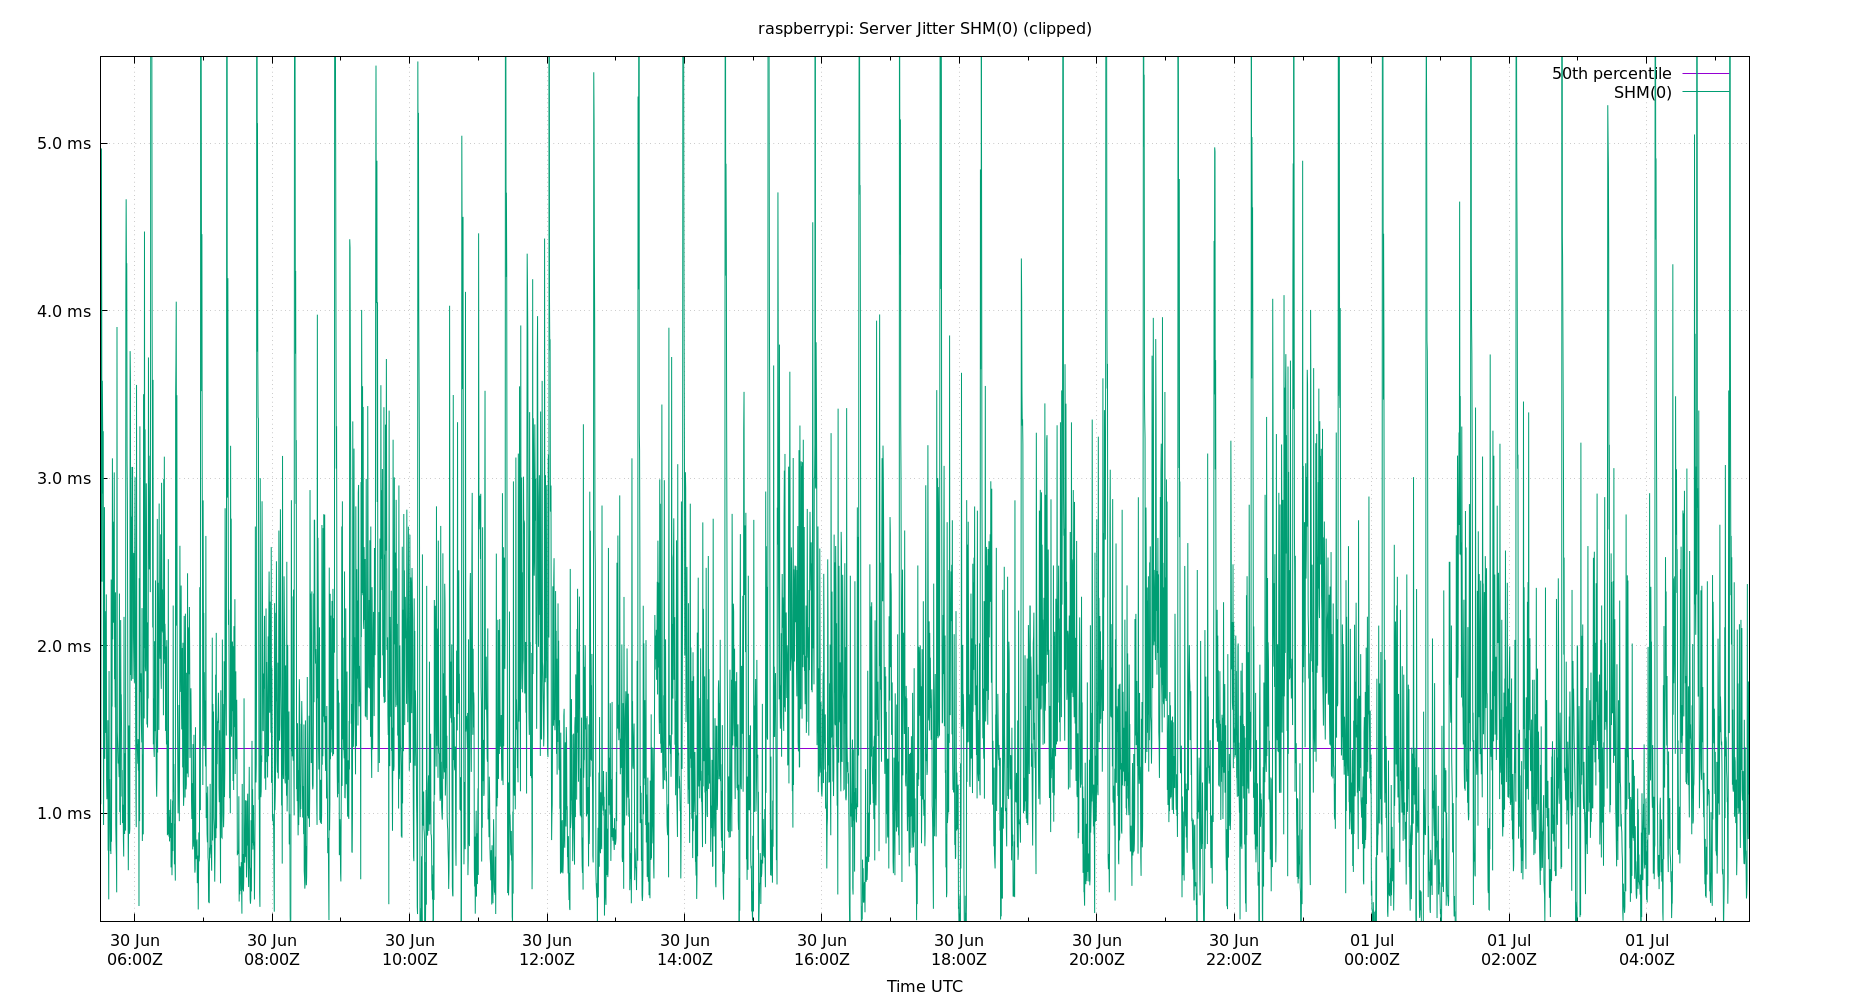 raspberrypi: Server Jitter SHM(0) (clipped)
50th percentile
SHM(0)
5.0 ms
4.0 ms
3.0 ms
2.0 ms
1.0 ms
30 Jun 30 Jun 30 Jun 30 Jun 30 Jun 30 Jun 30 Jun 30 Jun 30 Jun 01 Jul 01 Jul 01 Jul
06:00Z 08:00Z 10:00Z 12:00Z 14:00Z 16:00Z 18:00Z 20:00Z 22:00Z 00:00Z 02:00Z 04:00Z
Time UTC